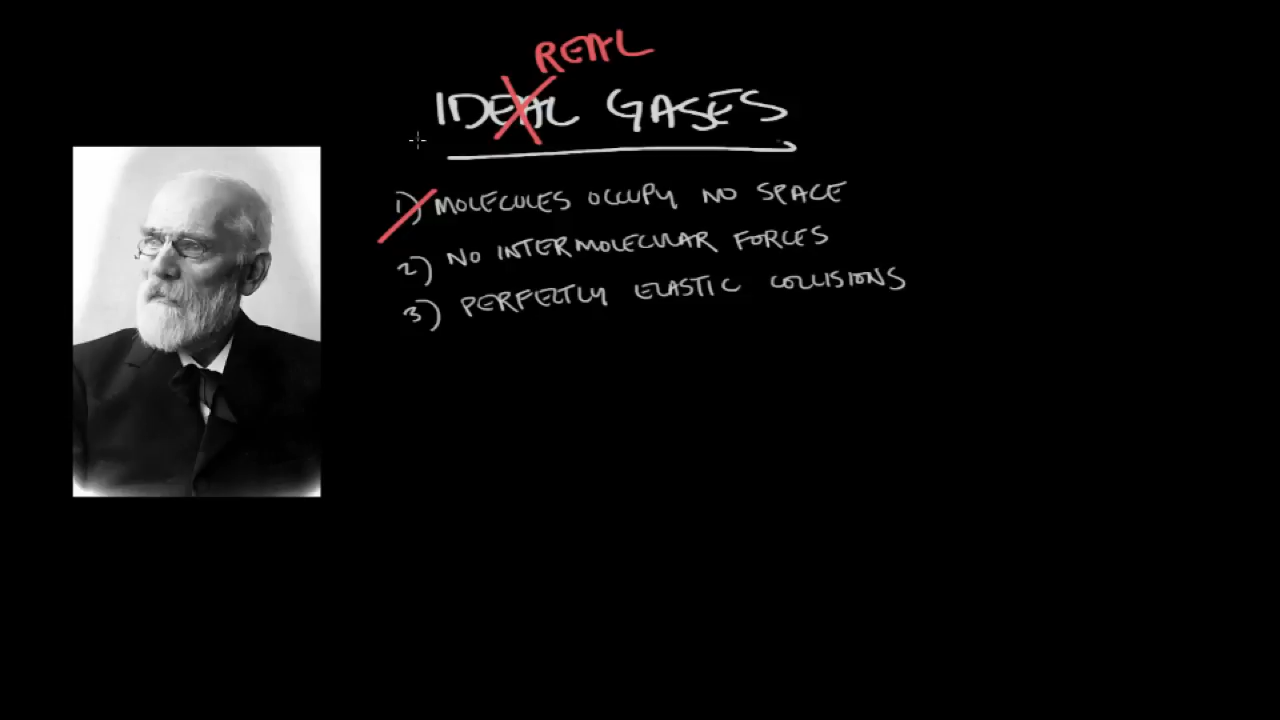 REAL
IDEAL GASES
1) MOLECULES OCCUPY NO SPACE
2) NO INTERMOLECULAR FORCES
3) PERFECTLY ELASTIC COLLISIONS